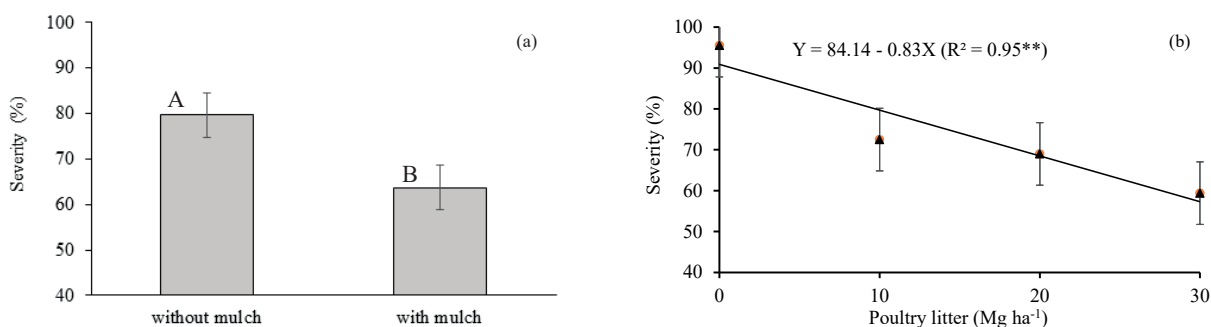 100
90
80
70
60
50
40
Severity (%)
(a)
A
B
without mulch
with mulch
100
90
80
70
60
50
40
Severity (%)
Y = 84.14 - 0.83X (R² = 0.95**)
(b)
0
10
20
30
Poultry litter (Mg ha⁻¹)